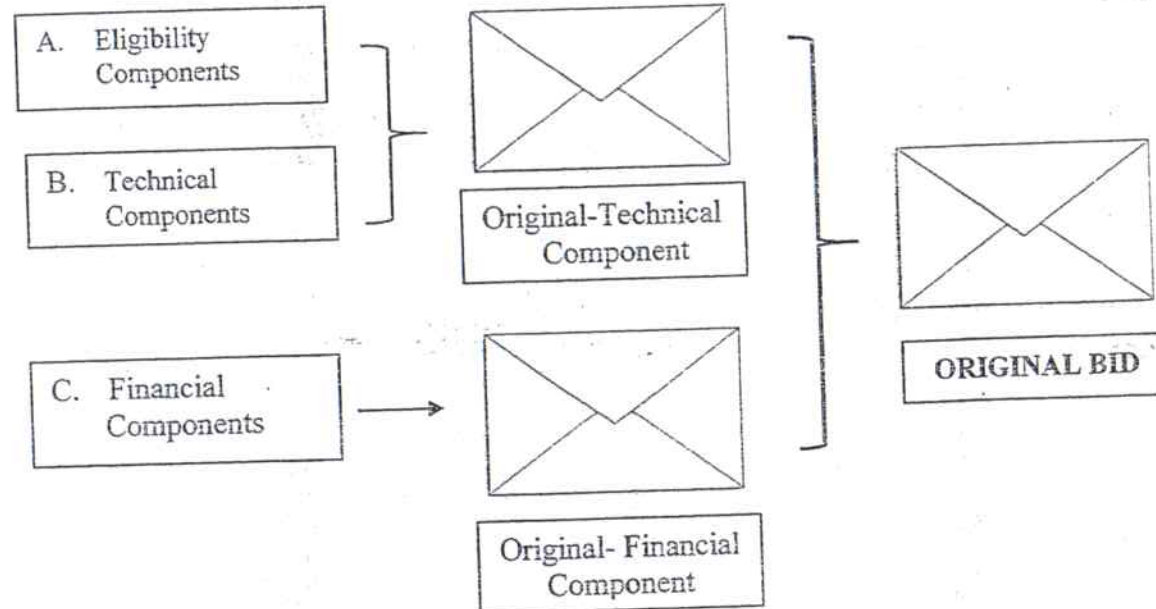 A. Eligibility
Components
B. Technical
Components
Original-Technical
Component
C. Financial
Components
Original- Financial
Component
ORIGINAL BID